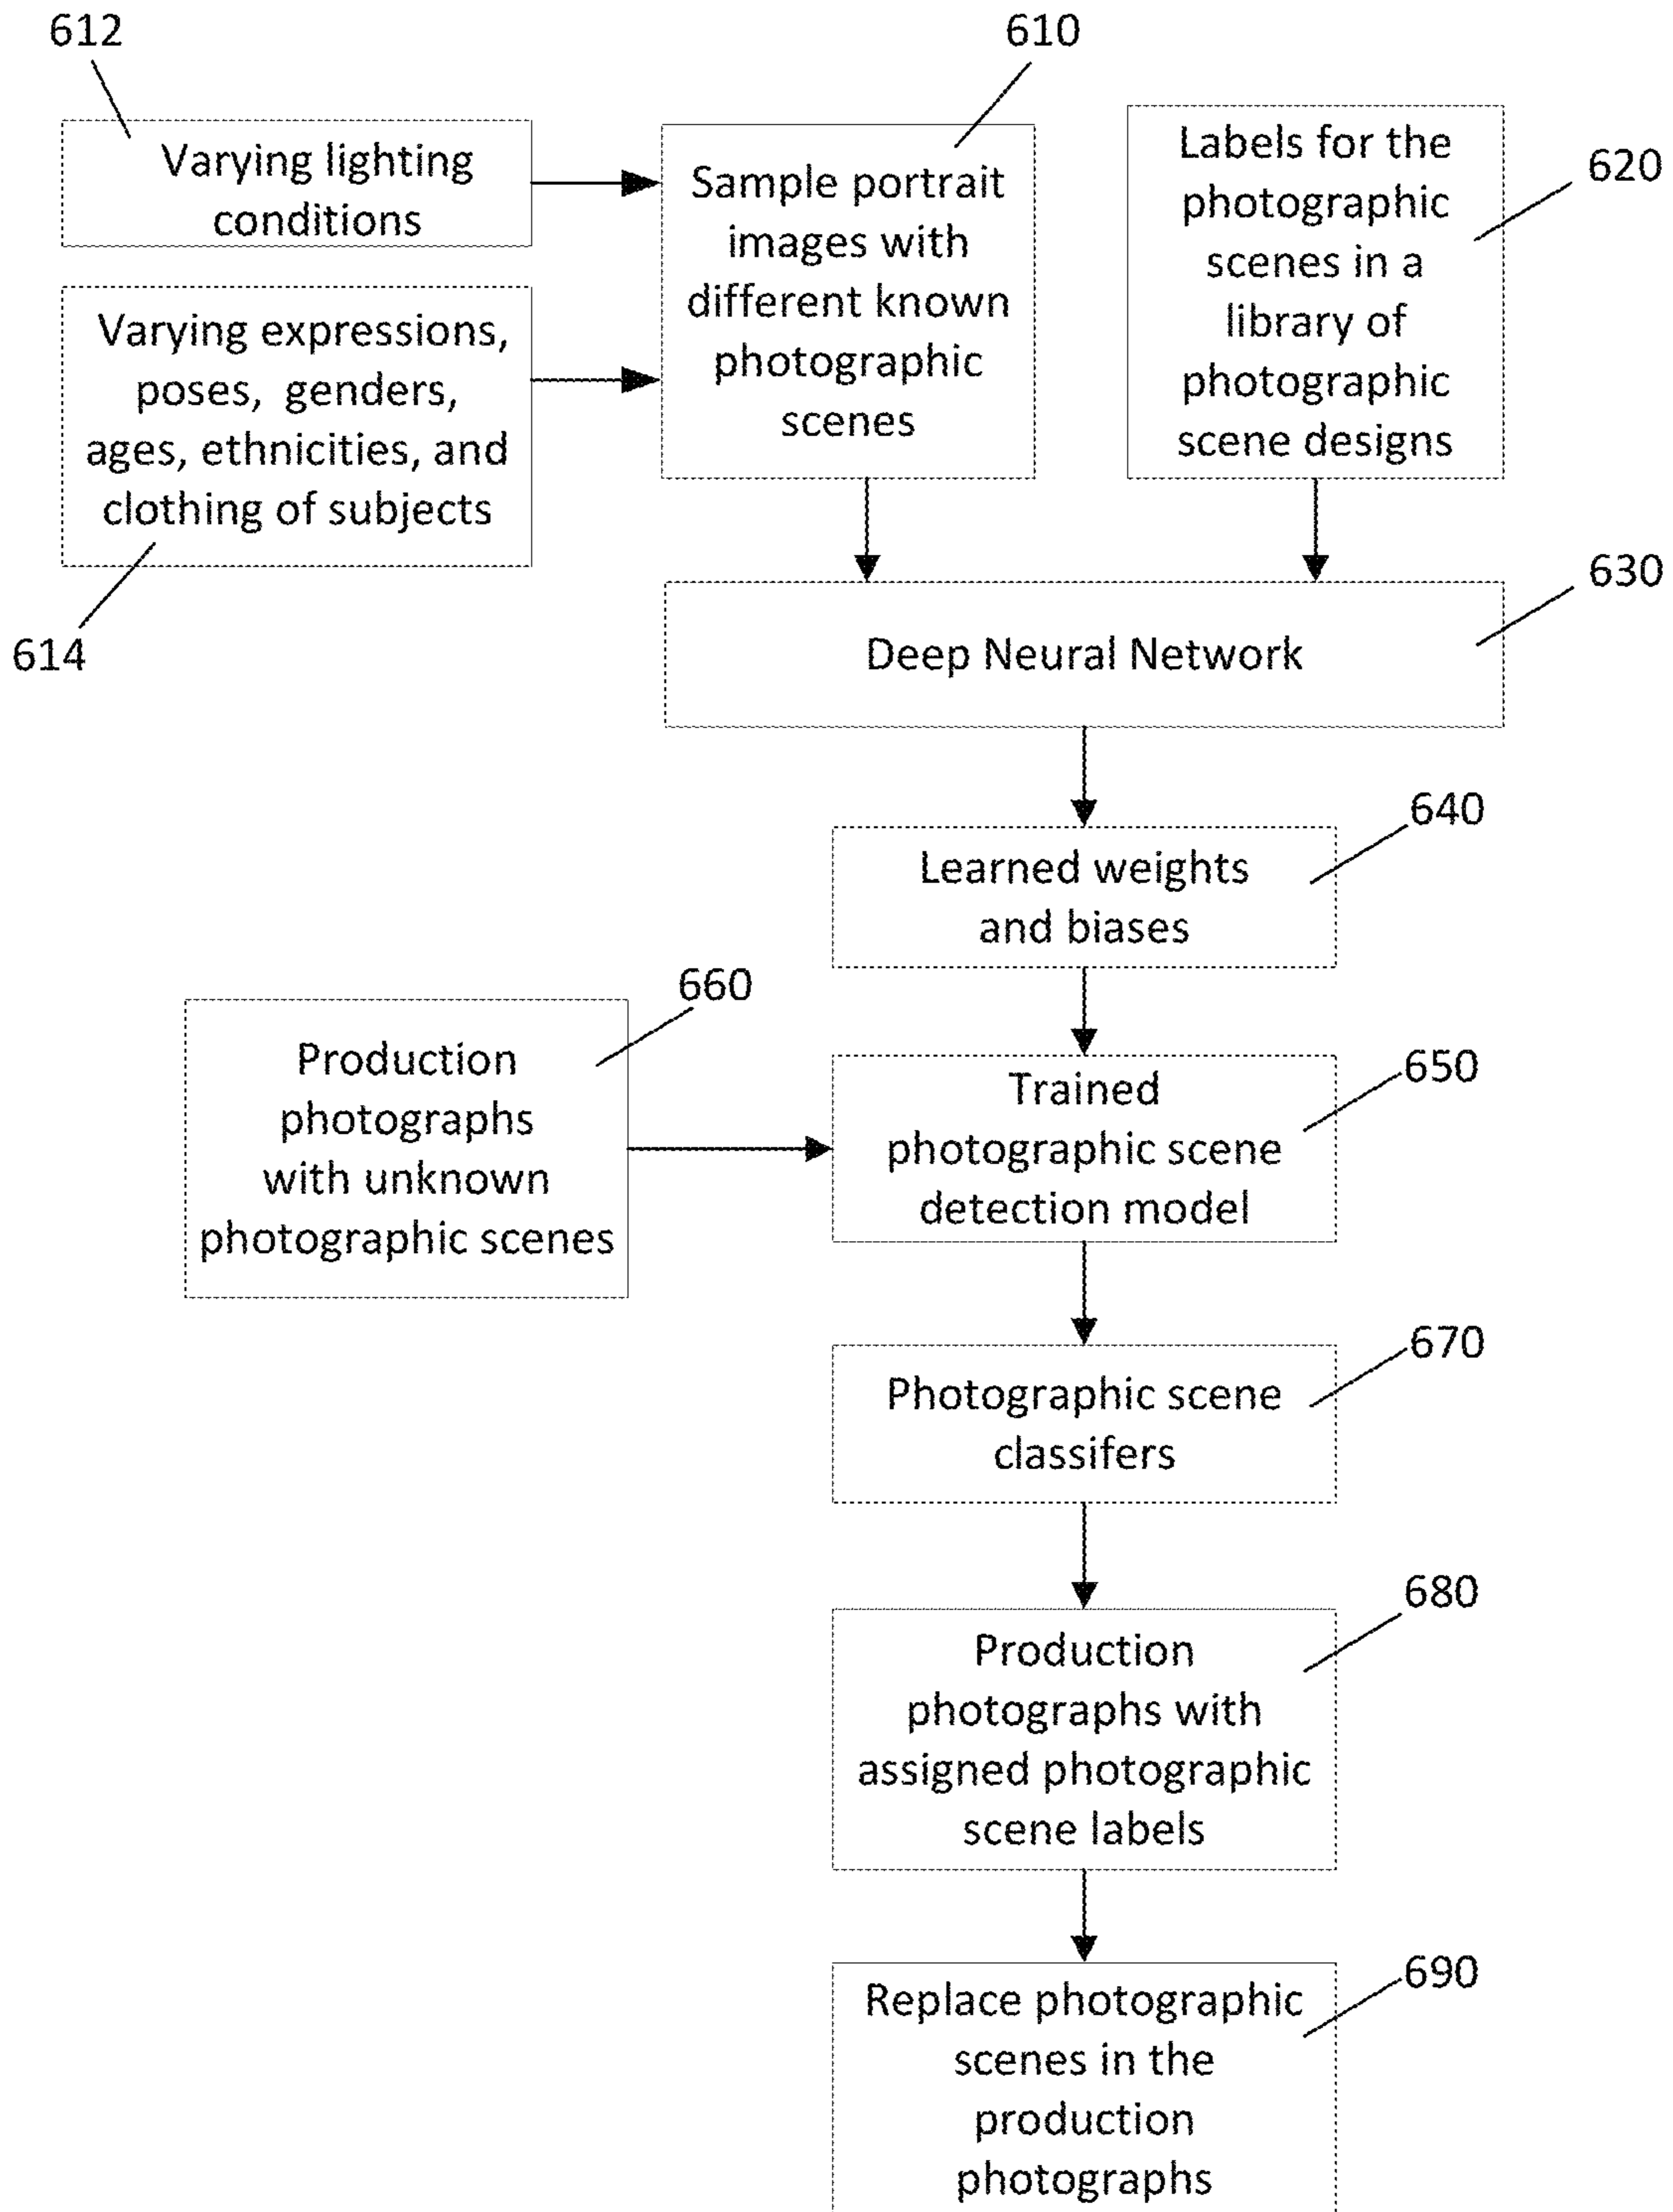 612
610
Varying lighting
conditions
Sample portrait
images with
different known
photographic
scenes
Labels for the
photographic
scenes in a
library of
photographic
scene designs
620
Varying expressions,
poses, genders,
ages, ethnicities, and
clothing of subjects
614
630
Deep Neural Network
640
Learned weights
and biases
660
Production
photographs
with unknown
photographic scenes
650
Trained
photographic scene
detection model
670
Photographic scene
classifers
680
Production
photographs with
assigned photographic
scene labels
690
Replace photographic
scenes in the
production
photographs